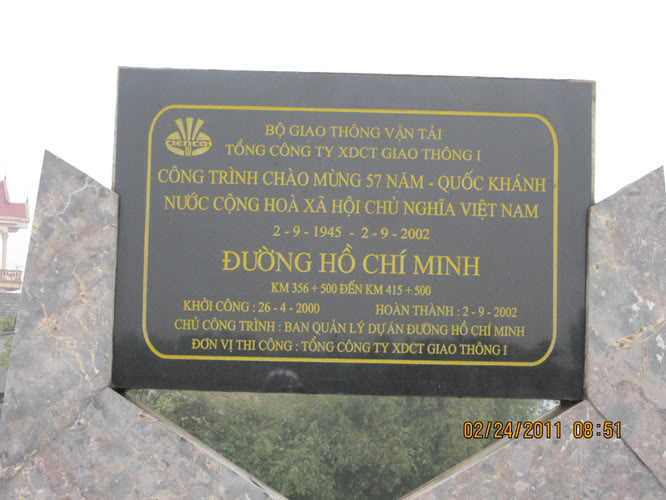 CIENCO1
BỘ GIAO THÔNG VẬN TẢI
TỔNG CÔNG TY XDCT GIAO THÔNG I
CÔNG TRÌNH CHÀO MỪNG 57 NĂM - QUỐC KHÁNH
NƯỚC CỘNG HOÀ XÃ HỘI CHỦ NGHĨA VIỆT NAM
2 - 9 - 1945 - 2 - 9 - 2002
ĐƯỜNG HỒ CHÍ MINH
KM 356 + 500 ĐẾN KM 415 + 500
KHỞI CÔNG : 26 - 4 - 2000 HOÀN THÀNH : 2 - 9 - 2002
CHỦ CÔNG TRÌNH : BAN QUẢN LÝ DỰ ÁN ĐƯỜNG HỒ CHÍ MINH
ĐƠN VỊ THI CÔNG : TỔNG CÔNG TY XDCT GIAO THÔNG I
02/24/2011 08:51